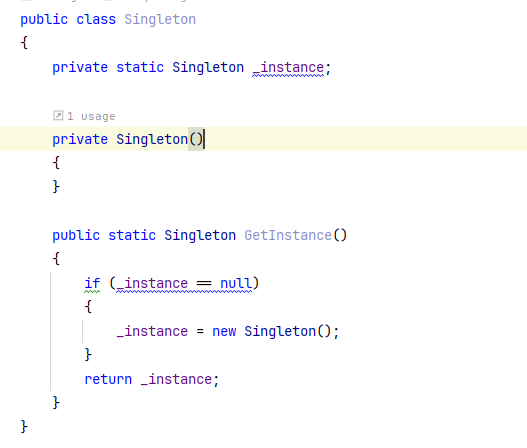 public class Singleton
{
    private static Singleton _instance;
    1 usage
    private Singleton()
    {
    }
    public static Singleton GetInstance()
    {
        if (_instance == null)
        {
            _instance = new Singleton();
        }
        return _instance;
    }
}